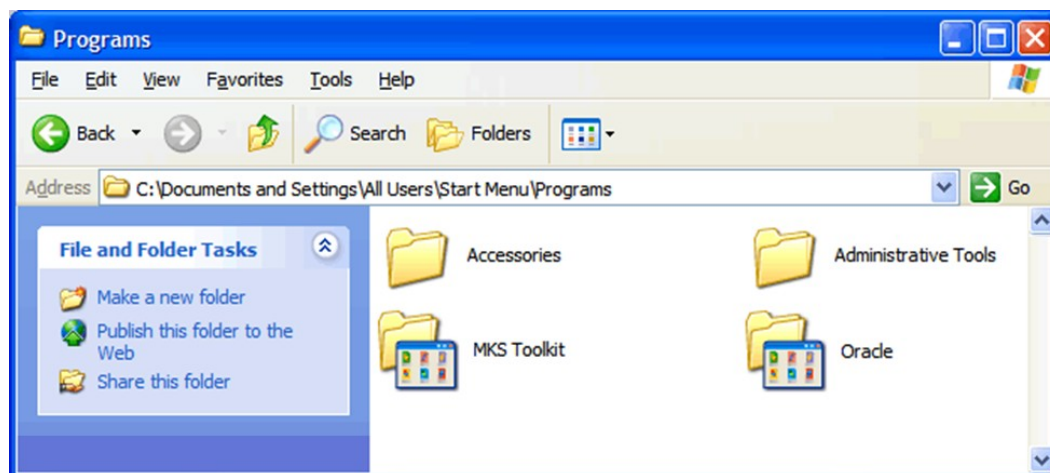 Programs
File Edit View Favorites Tools Help
Back Search Folders
Address C:\Documents and Settings\All Users\Start Menu\Programs Go
File and Folder Tasks
Make a new folder
Publish this folder to the
Web
Share this folder
Accessories Administrative Tools
MKS Toolkit Oracle